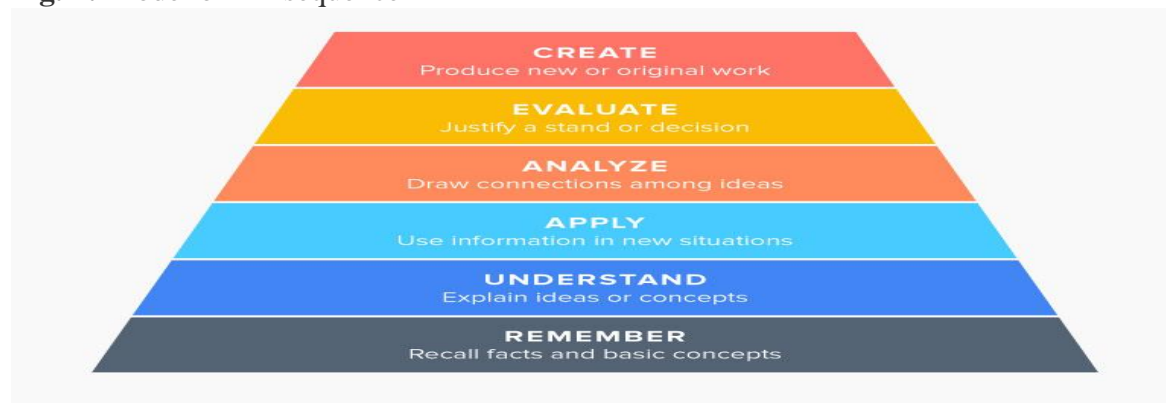 CREATE
Produce new or original work
EVALUATE
Justify a stand or decision
ANALYZE
Draw connections among ideas
APPLY
Use information in new situations
UNDERSTAND
Explain ideas or concepts
REMEMBER
Recall facts and basic concepts